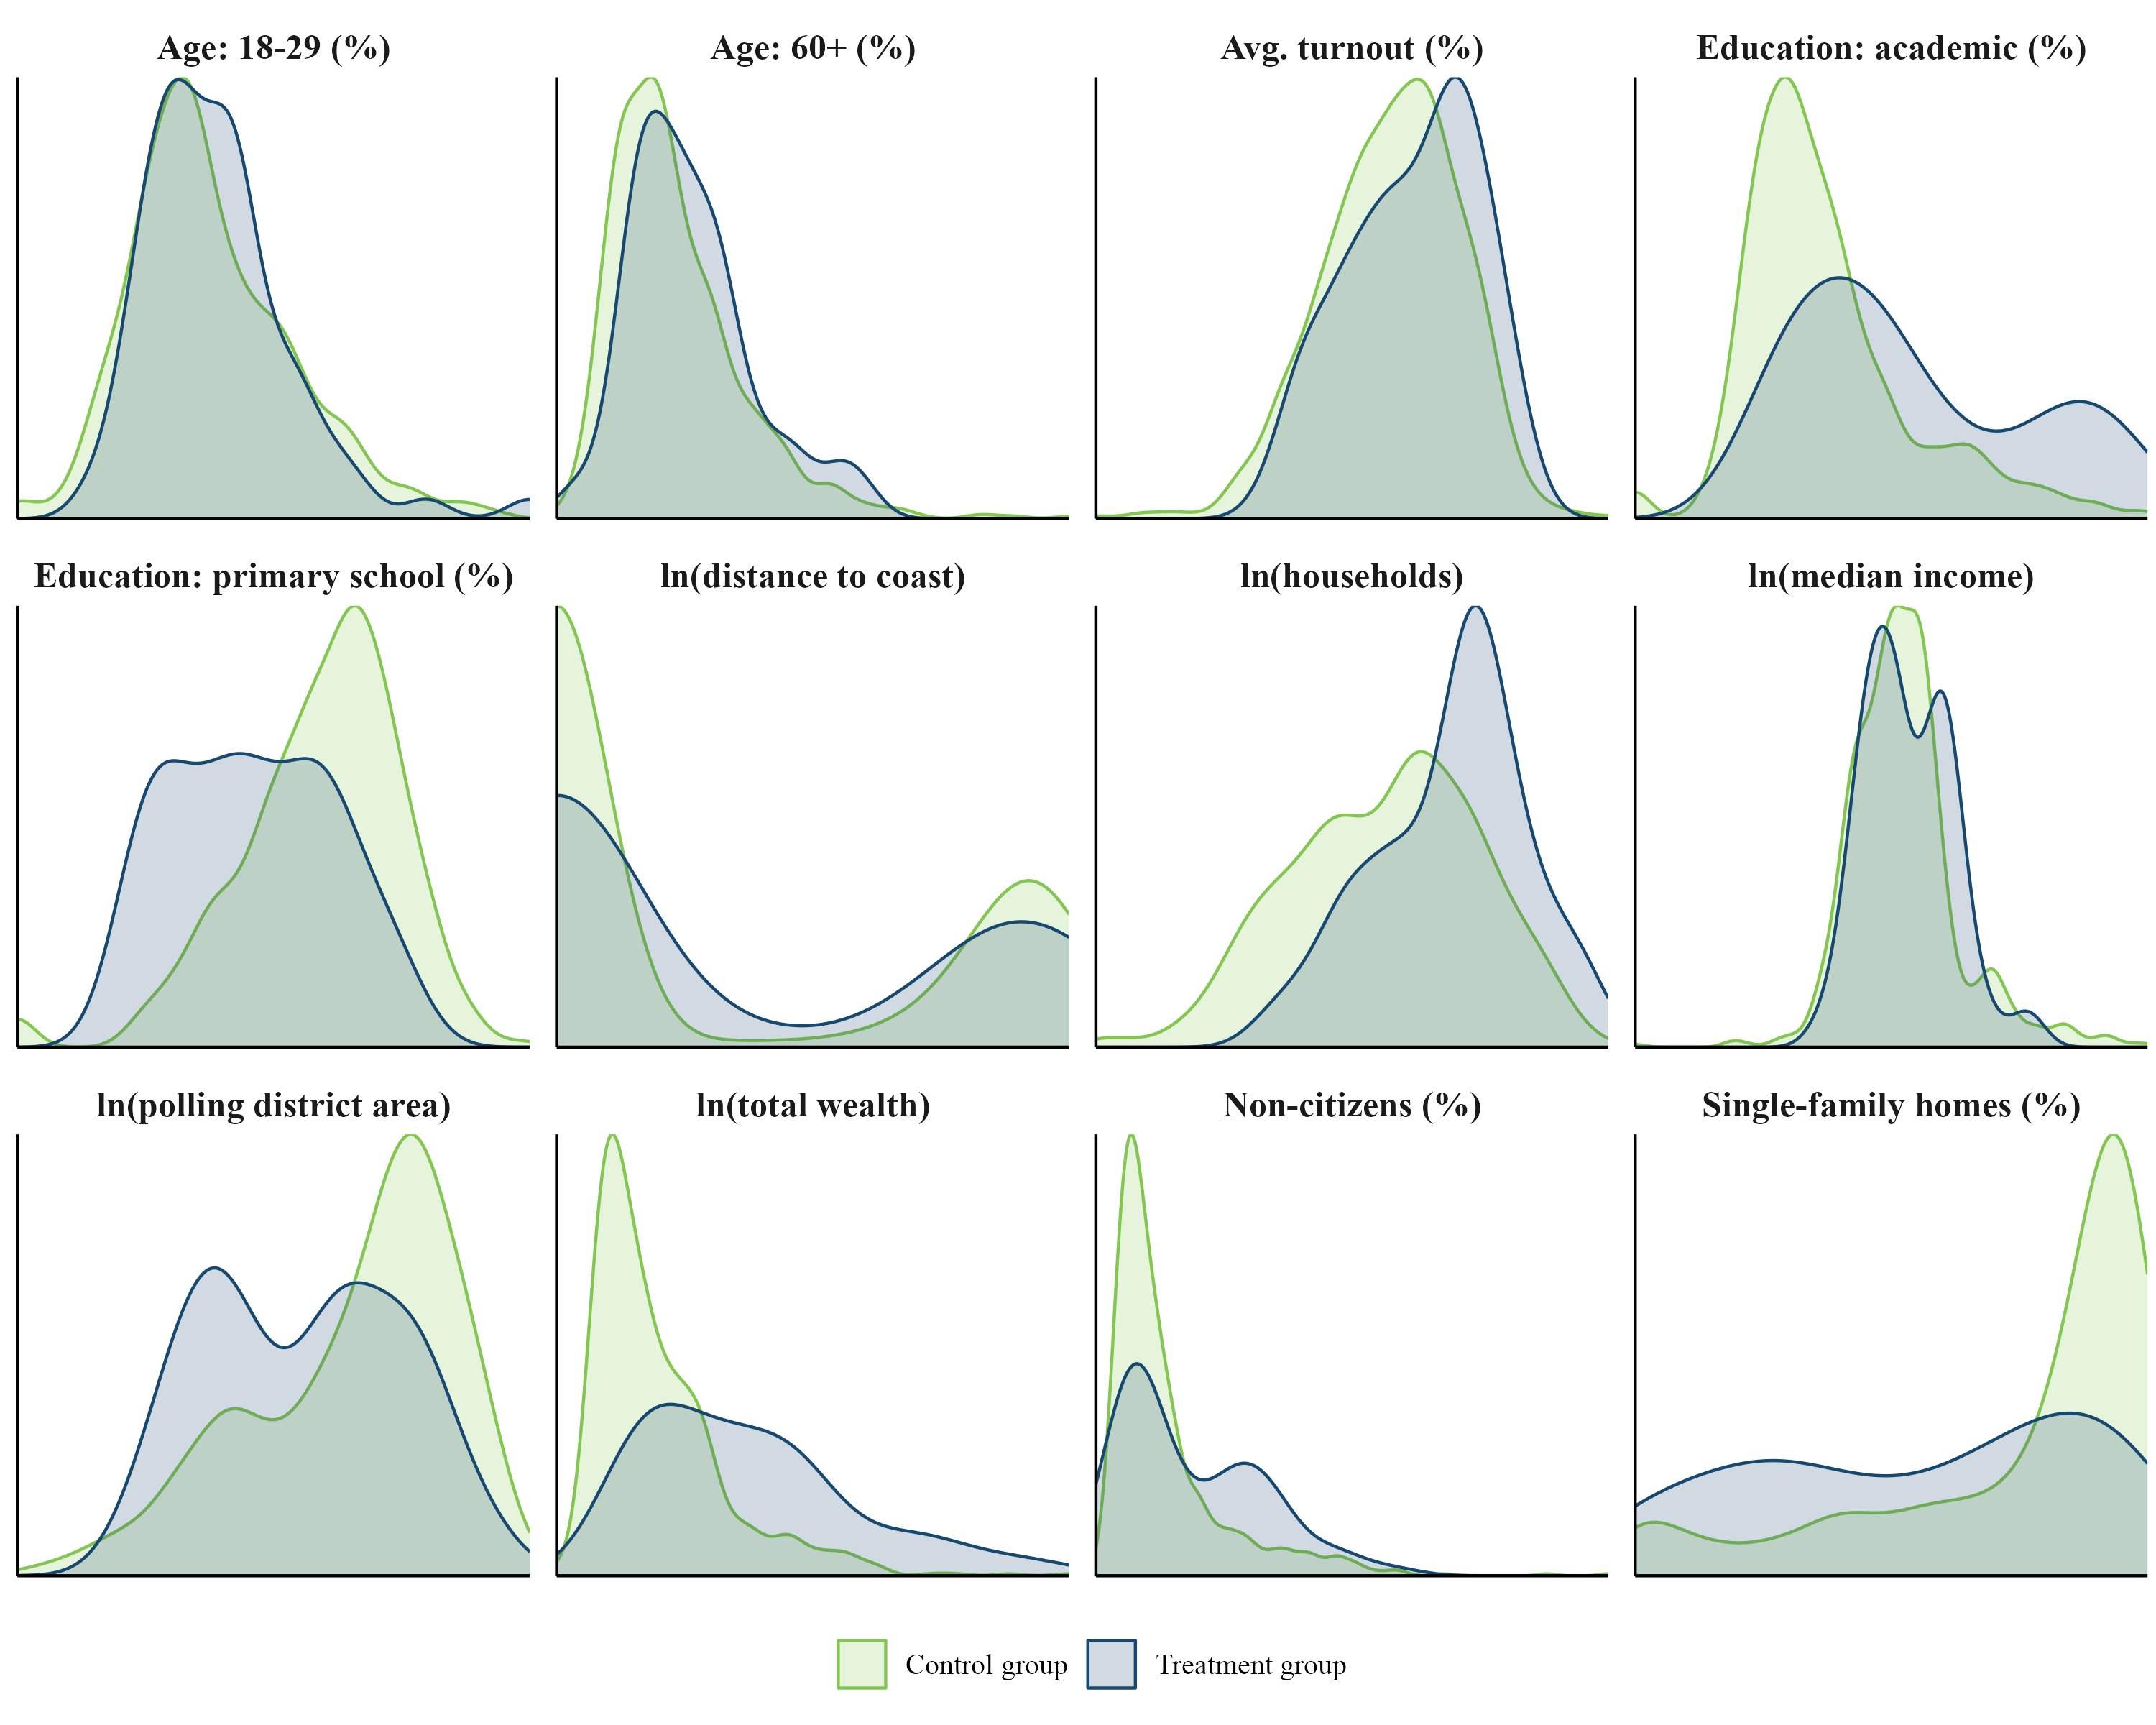 Age: 18-29 (%)
Age: 60+ (%)
Avg. turnout (%)
Education: academic (%)
Education: primary school (%)
ln(distance to coast)
ln(households)
ln(median income)
ln(polling district area)
ln(total wealth)
Non-citizens (%)
Single-family homes (%)
Control group
Treatment group